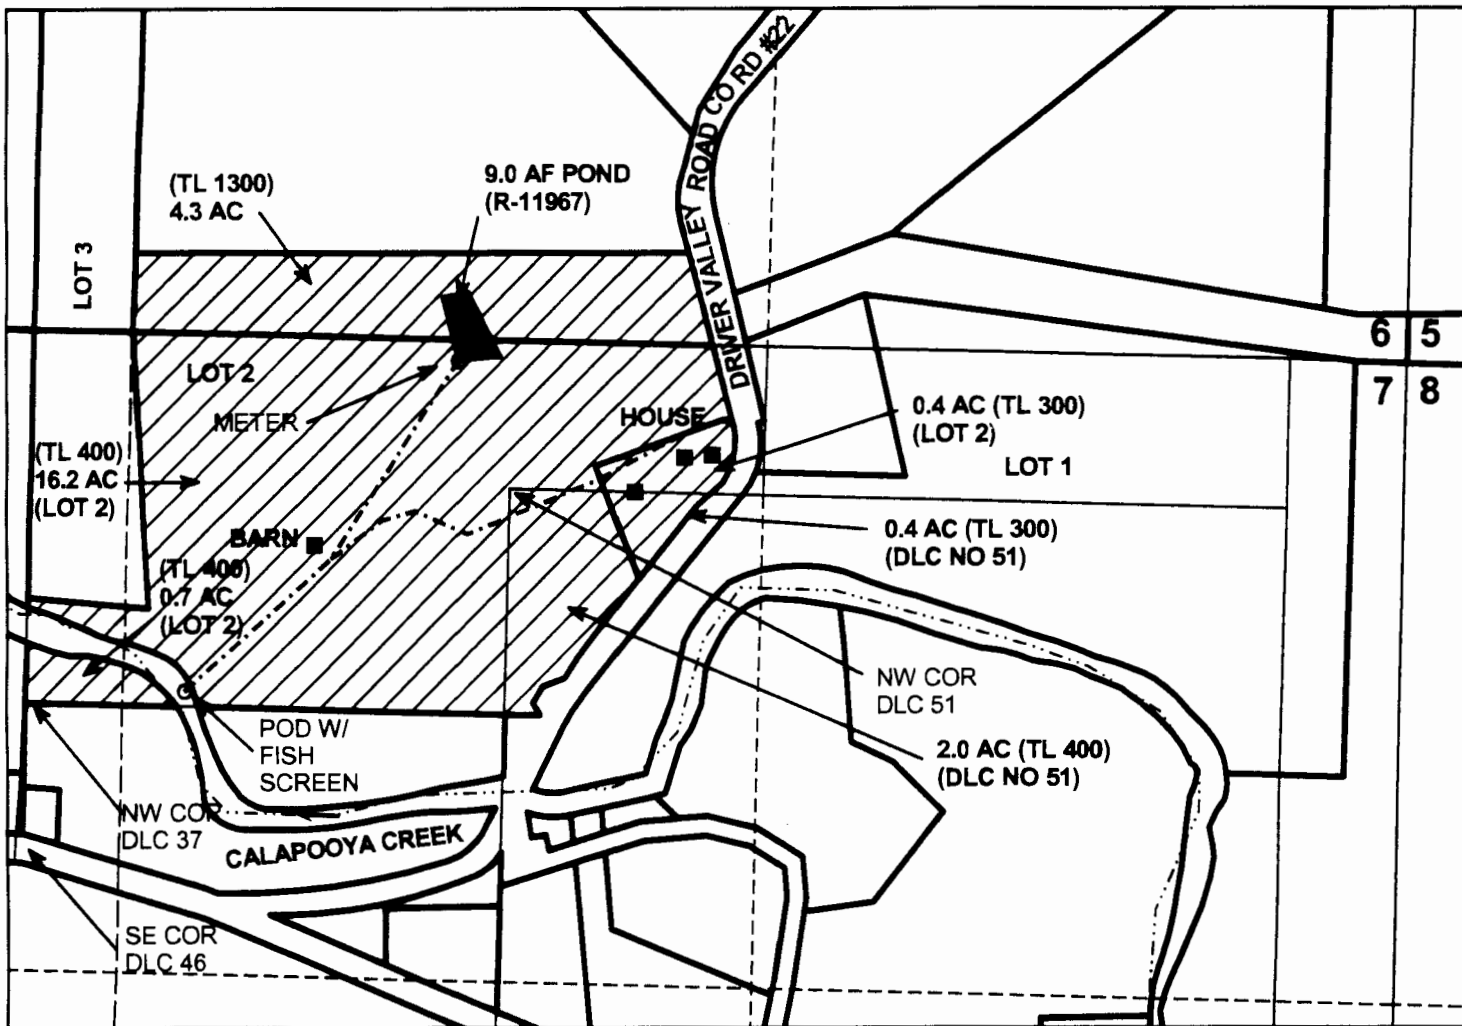 DRIVER VALLEY ROAD CO RD #22
(TL 1300)
4.3 AC
9.0 AF POND
(R-11967)
LOT 3
6 5
7 8
LOT 2
METER
HOUSE
0.4 AC (TL 300)
(LOT 2)
LOT 1
(TL 400)
16.2 AC
(LOT 2)
0.4 AC (TL 300)
(DLC NO 51)
BARN
(TL 400)
0.7 AC
(LOT 2)
NW COR
DLC 51
POD W/
FISH
SCREEN
2.0 AC (TL 400)
(DLC NO 51)
NW COR
DLC 37
CALAPOOYA CREEK
SE COR
DLC 46